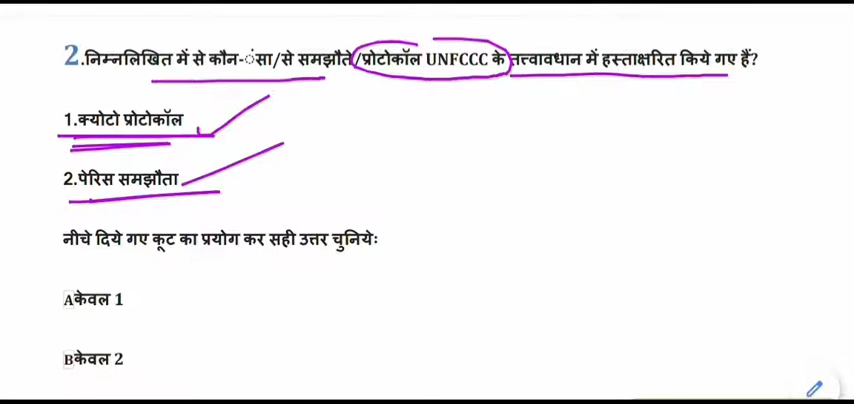 2.निम्नलिखित में से कौन-ंसा/से समझौते/प्रोटोकॉल UNFCCC के तत्त्वावधान में हस्ताक्षरित किये गए हैं?
1.क्योटो प्रोटोकॉल
2.पेरिस समझौता
नीचे दिये गए कूट का प्रयोग कर सही उत्तर चुनिये:
Aकेवल 1
Bकेवल 2